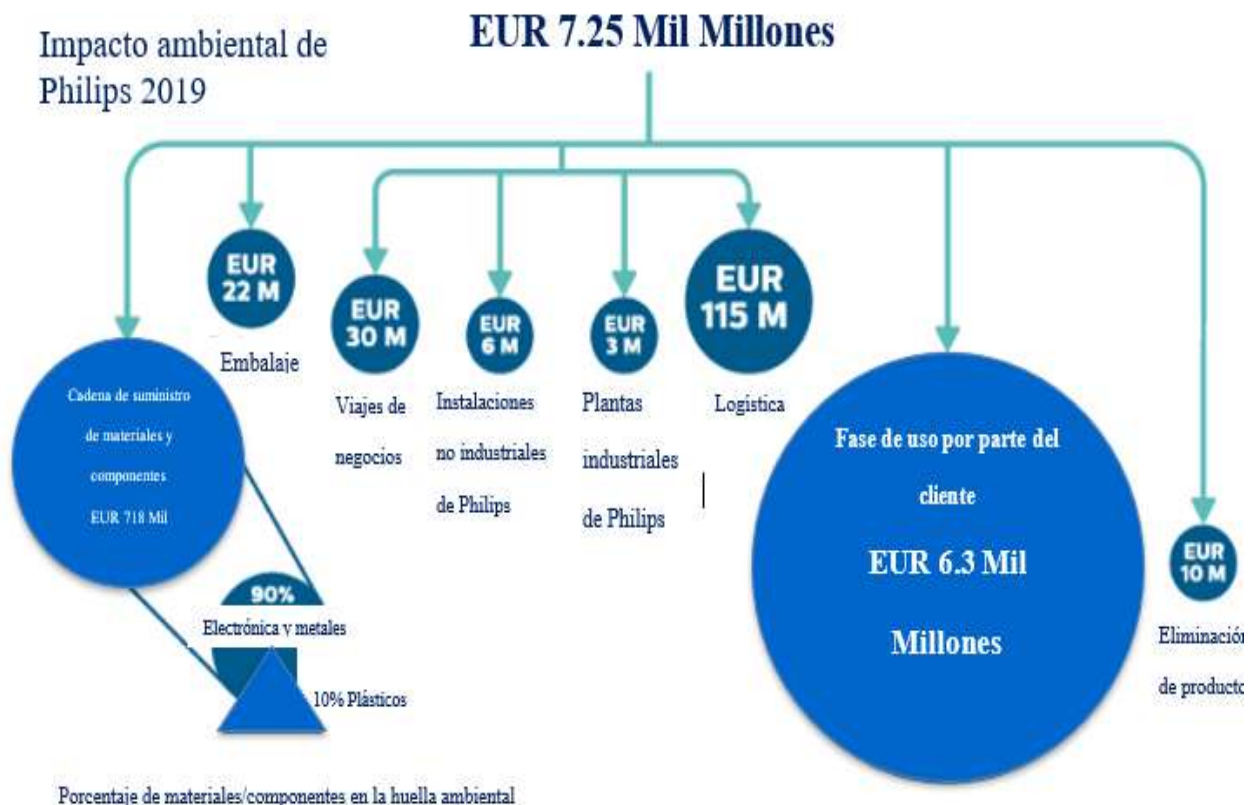 Impacto ambiental de
Philips 2019
EUR 7.25 Mil Millones
EUR
22 M
Embalaje
EUR
30 M
Viajes de
negocios
EUR
6 M
Instalaciones
no industriales
de Philips
EUR
3 M
Plantas
industriales
de Philips
EUR
115 M
Logística
Cadena de suministro
de materiales y
componentes
EUR 718 Mil
90%
Electrónica y metales
10% Plásticos
Fase de uso por parte del
cliente
EUR 6.3 Mil
Millones
EUR
10 M
Eliminación
de producto
Porcentaje de materiales/componentes en la huella ambiental